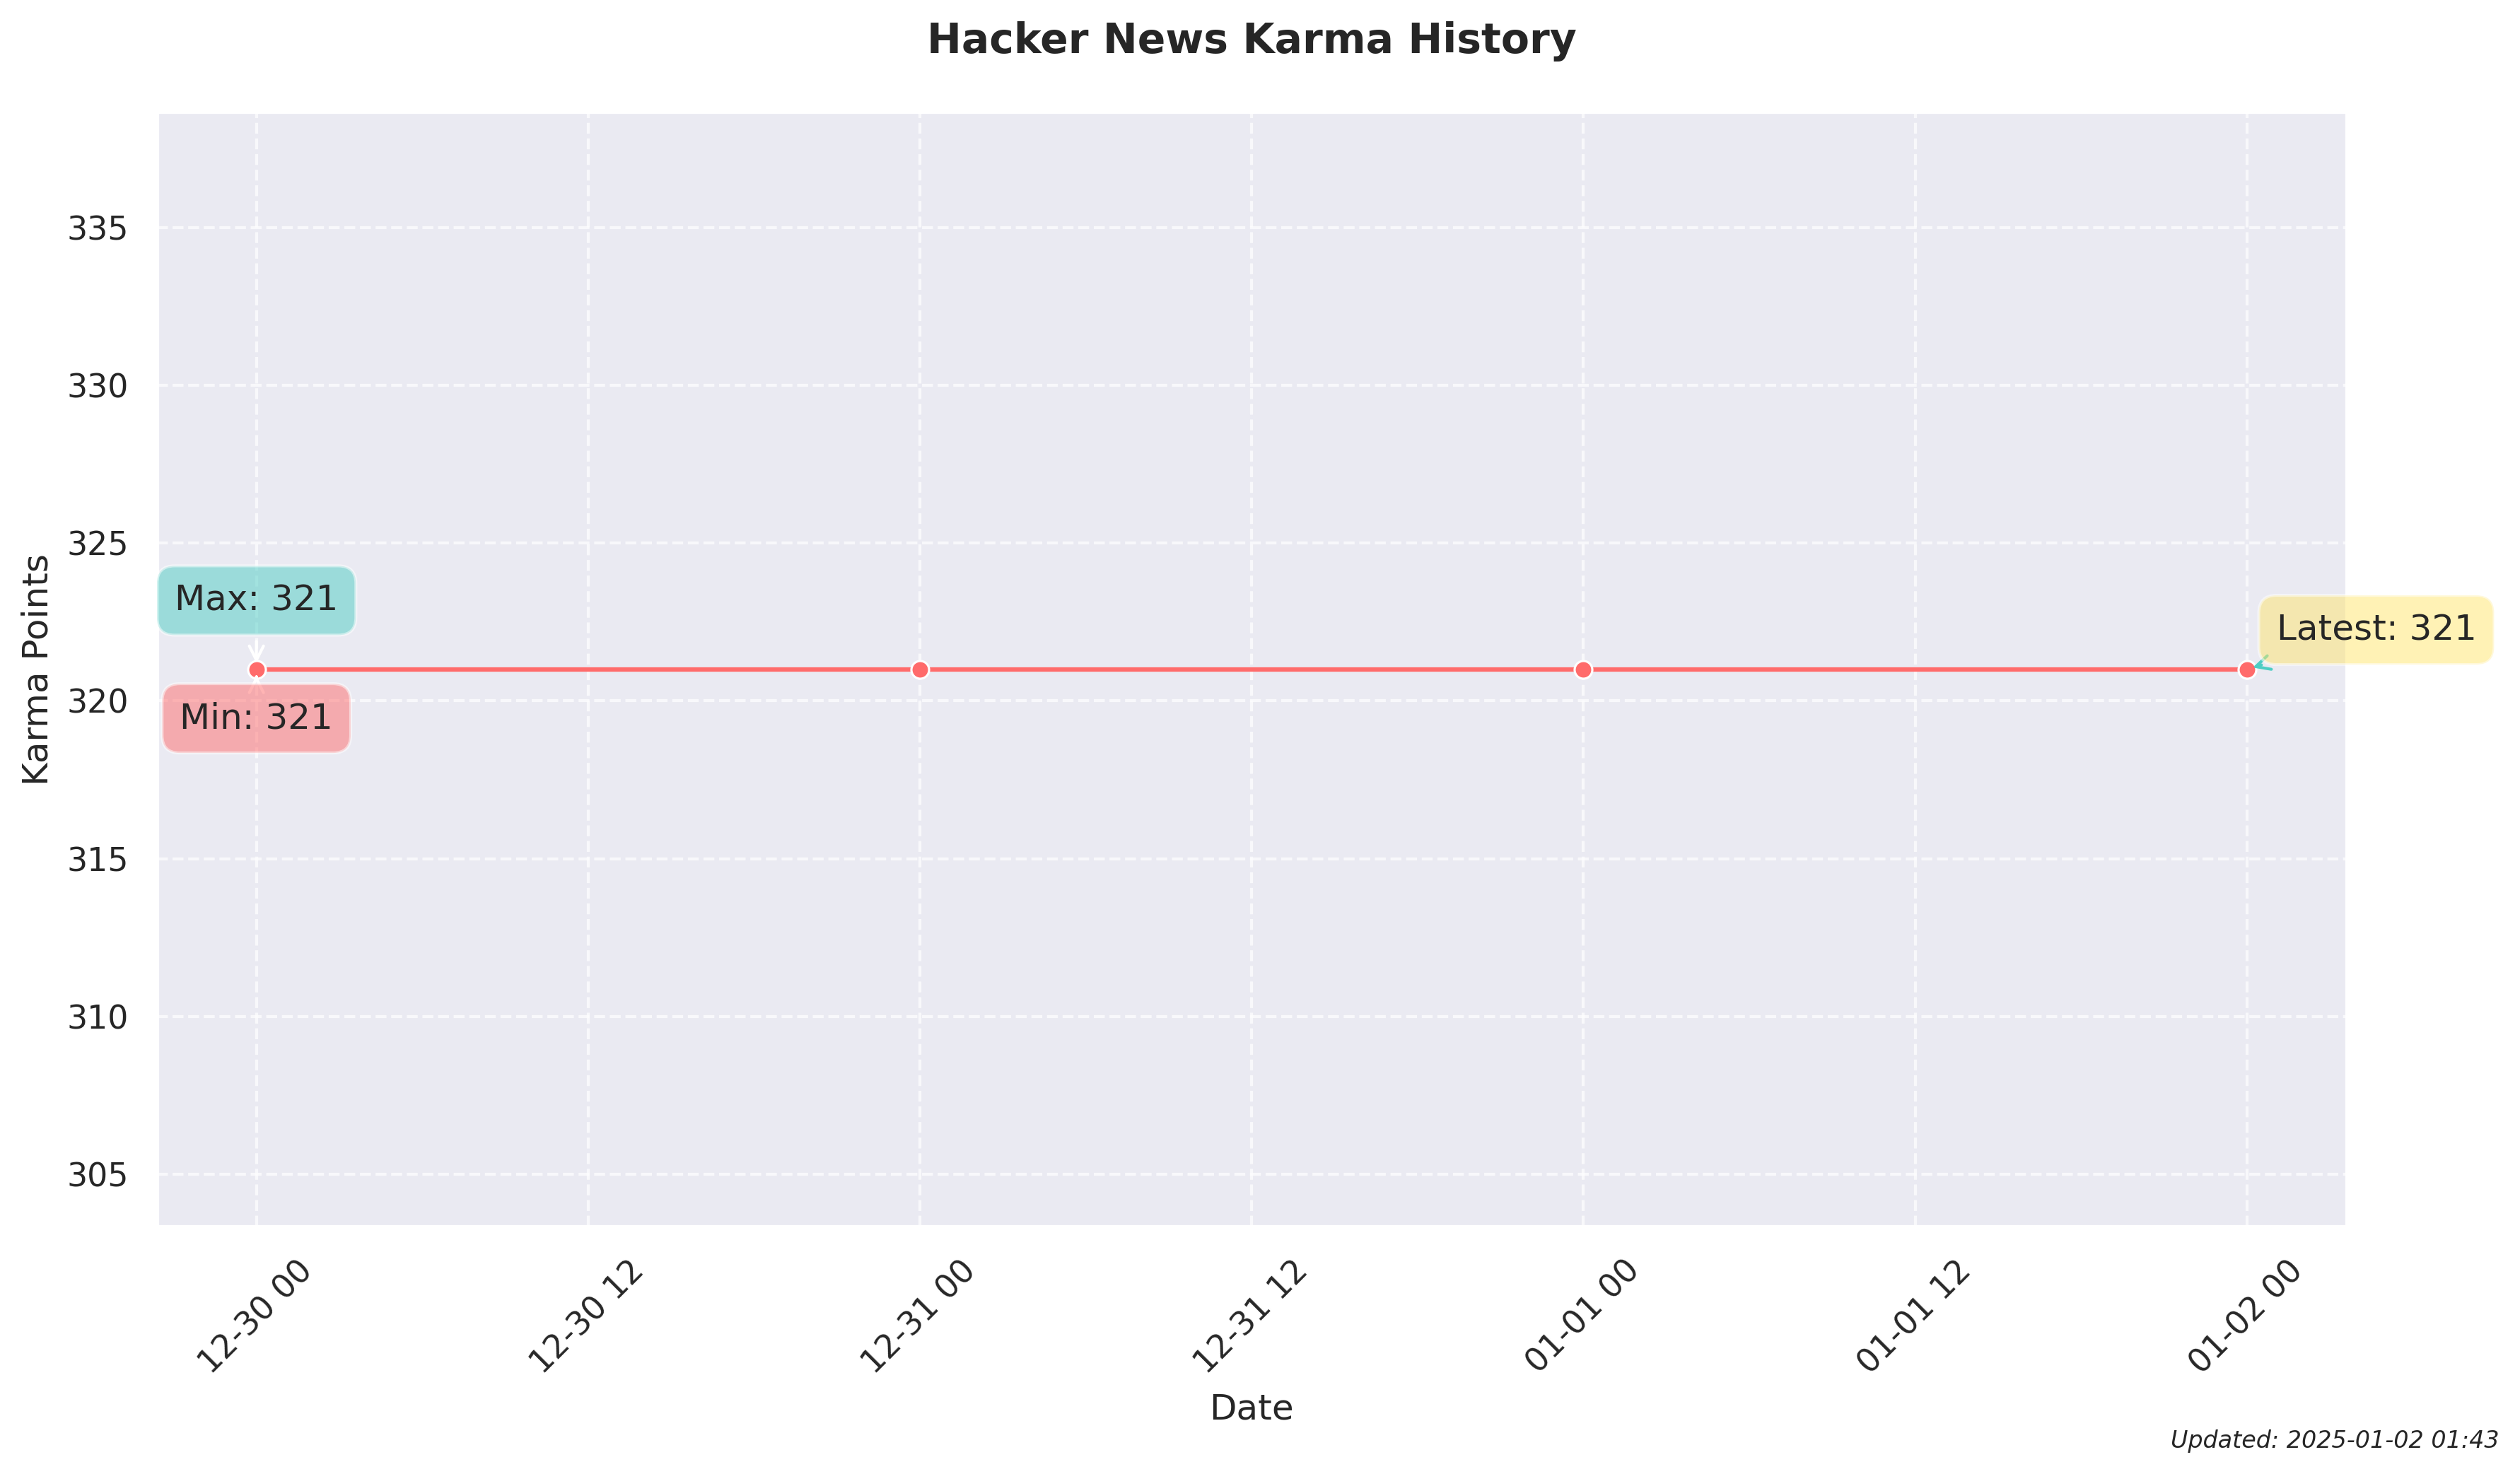 Hacker News Karma History
Karma Points
335
330
325
320
315
310
305
Max: 321
Min: 321
Latest: 321
12-30 00
12-30 12
12-31 00
12-31 12
01-01 00
01-01 12
01-02 00
Date
Updated: 2025-01-02 01:43